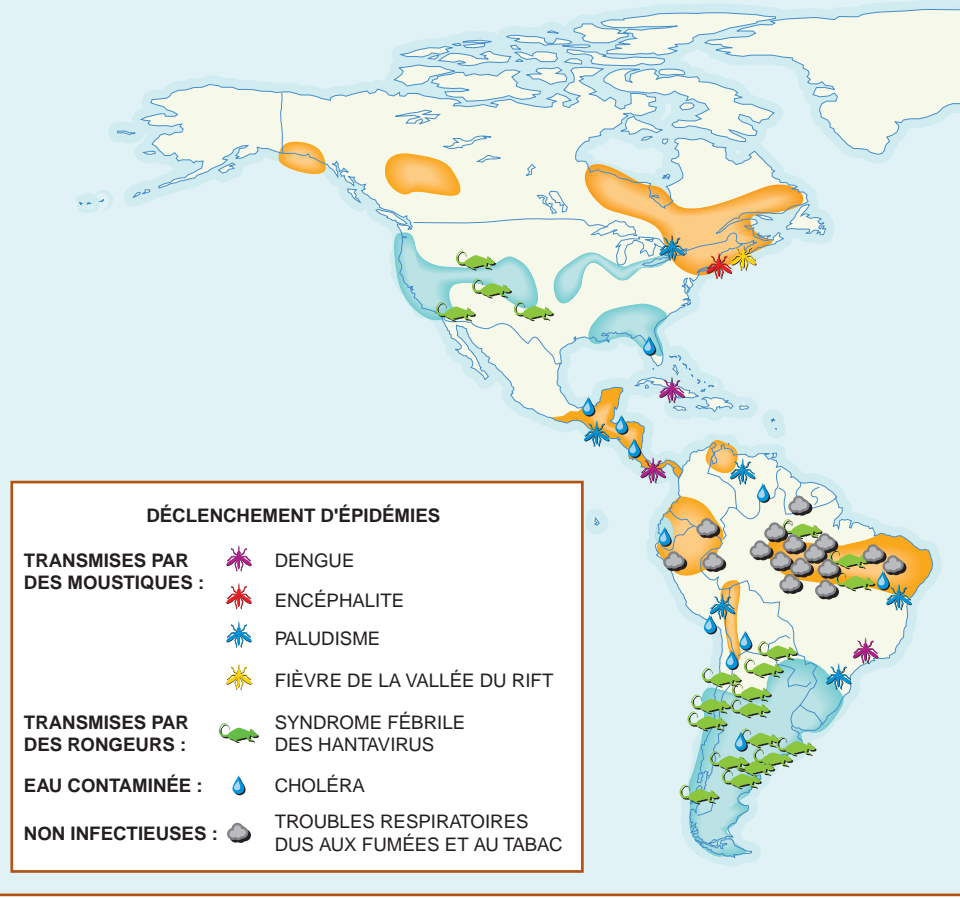 DÉCLENCHEMENT D'ÉPIDÉMIES
TRANSMISES PAR
DES MOUSTIQUES :
DENGUE
ENCÉPHALITE
PALUDISME
FIÈVRE DE LA VALLÉE DU RIFT
TRANSMISES PAR
DES RONGEURS :
SYNDROME FÉBRILE
DES HANTAVIRUS
EAU CONTAMINÉE :
CHOLÉRA
NON INFECTIEUSES :
TROUBLES RESPIRATOIRES
DUS AUX FUMÉES ET AU TABAC